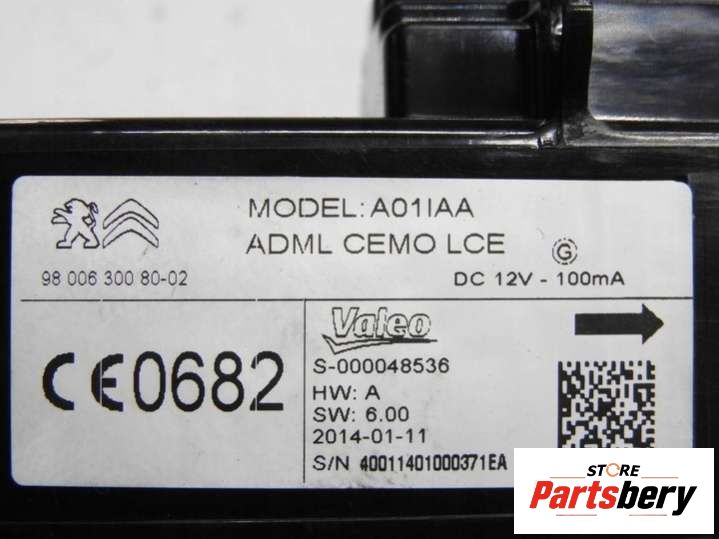 MODEL: A01IAA
ADML CEMO LCE
G
98 006 300 80-02
DC 12V - 100mA
CE0682
Valeo
S-000048536
HW: A
SW: 6.00
2014-01-11
S/N 40011401000371EA
STORE
Partsbery